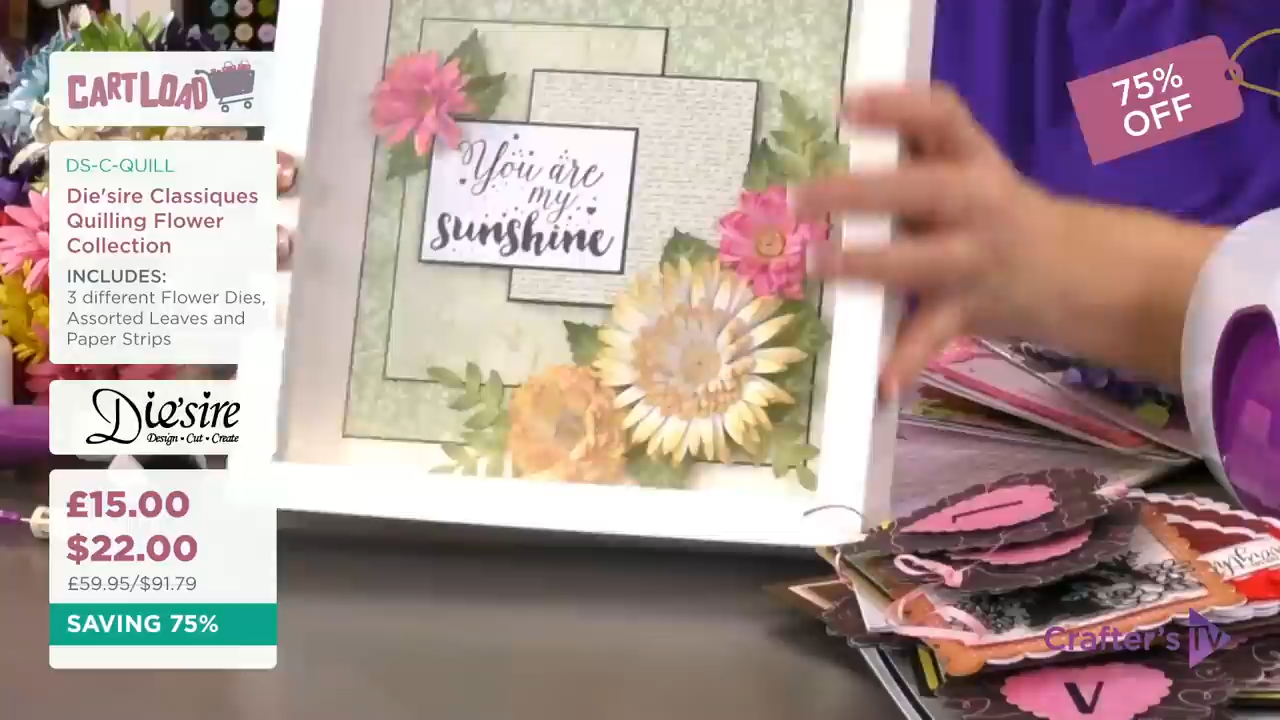 CARTLOAD
DS-C-QUILL
Die'sire Classiques
Quilling Flower
Collection
INCLUDES:
3 different Flower Dies,
Assorted Leaves and
Paper Strips
Die'sire
Design • Cut • Create
£15.00
$22.00
£59.95/$91.79
SAVING 75%
75%
OFF
You are
my
sunshine
Crafter's TV
V